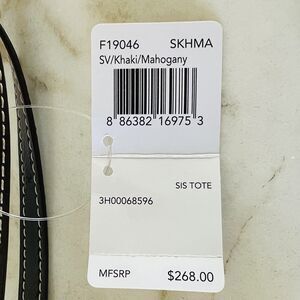 F19046 SKHMA
SV/Khaki/Mahogany
8 86382 16975 3
SIS TOTE
3H00068596
MFSRP $268.00